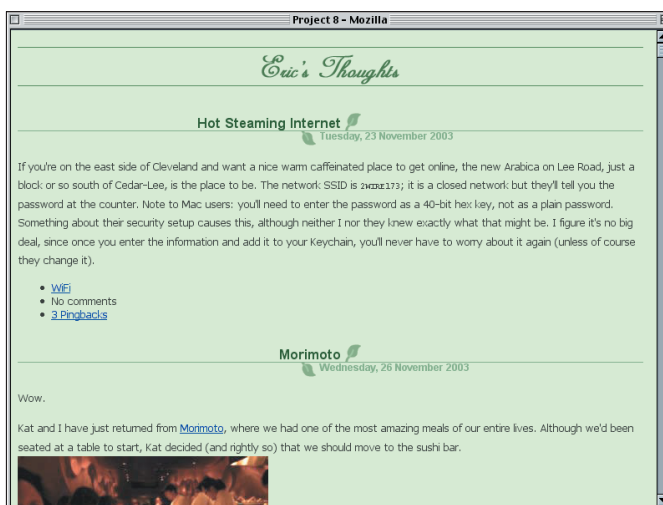 Project 8 - Mozilla
Eric's Thoughts
Hot Steaming Internet
Tuesday, 23 November 2003
If you're on the east side of Cleveland and want a nice warm caffeinated place to get online, the new Arabica on Lee Road, just a
block or so south of Cedar-Lee, is the place to be. The network SSID is 2WIRE173; it is a closed network but they'll tell you the
password at the counter. Note to Mac users: you'll need to enter the password as a 40-bit hex key, not as a plain password.
Something about their security setup causes this, although neither I nor they knew exactly what that might be. I figure it's no big
deal, since once you enter the information and add it to your Keychain, you'll never have to worry about it again (unless of course
they change it).
• WiFi
• No comments
• 3 Pingbacks
Morimoto
Wednesday, 26 November 2003
Wow.
Kat and I have just returned from Morimoto, where we had one of the most amazing meals of our entire lives. Although we'd been
seated at a table to start, Kat decided (and rightly so) that we should move to the sushi bar.